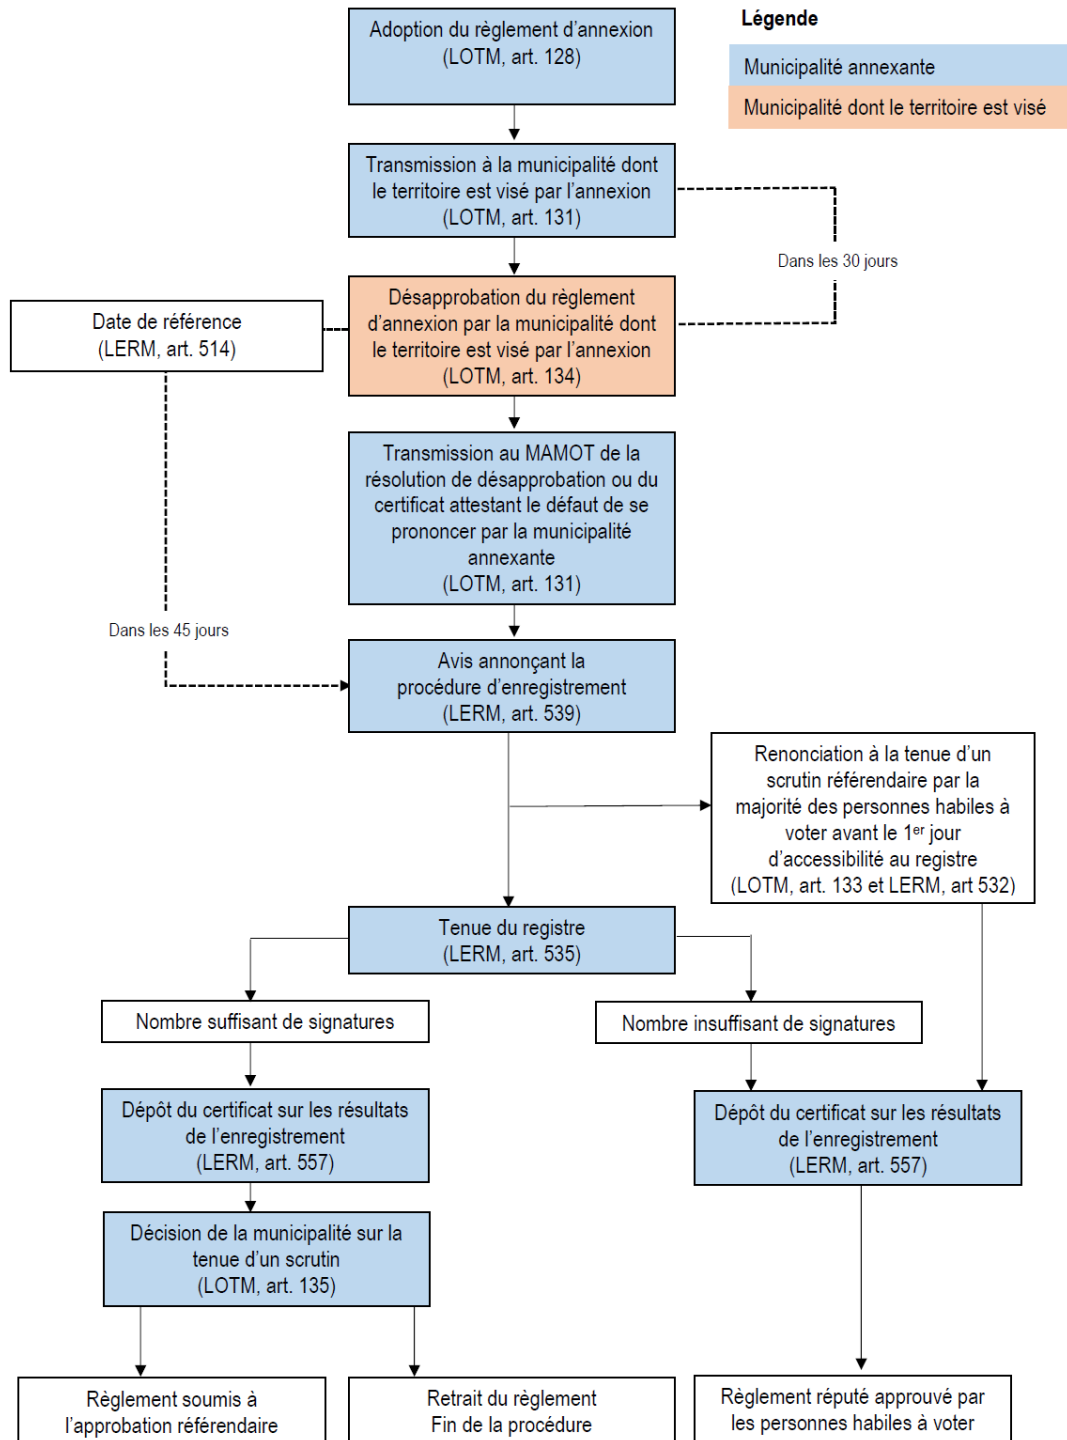 Légende
Municipalité annexante
Municipalité dont le territoire est visé
Adoption du règlement d'annexion
(LOTM, art. 128)
Transmission à la municipalité dont
le territoire est visé par l'annexion
(LOTM, art. 131)
Dans les 30 jours
Désapprobation du règlement
d'annexion par la municipalité dont
le territoire est visé par l'annexion
(LOTM, art. 134)
Date de référence
(LERM, art. 514)
Transmission au MAMOT de la
résolution de désapprobation ou du
certificat attestant le défaut de se
prononcer par la municipalité
annexante
(LOTM, art. 131)
Dans les 45 jours
Avis annonçant la
procédure d'enregistrement
(LERM, art. 539)
Renonciation à la tenue d'un
scrutin référendaire par la
majorité des personnes habiles à
voter avant le 1er jour
d'accessibilité au registre
(LOTM, art. 133 et LERM, art 532)
Tenue du registre
(LERM, art. 535)
Nombre suffisant de signatures
Nombre insuffisant de signatures
Dépôt du certificat sur les résultats
de l'enregistrement
(LERM, art. 557)
Dépôt du certificat sur les résultats
de l'enregistrement
(LERM, art. 557)
Décision de la municipalité sur la
tenue d'un scrutin
(LOTM, art. 135)
Règlement soumis à
l'approbation référendaire
Retrait du règlement
Fin de la procédure
Règlement réputé approuvé par
les personnes habiles à voter